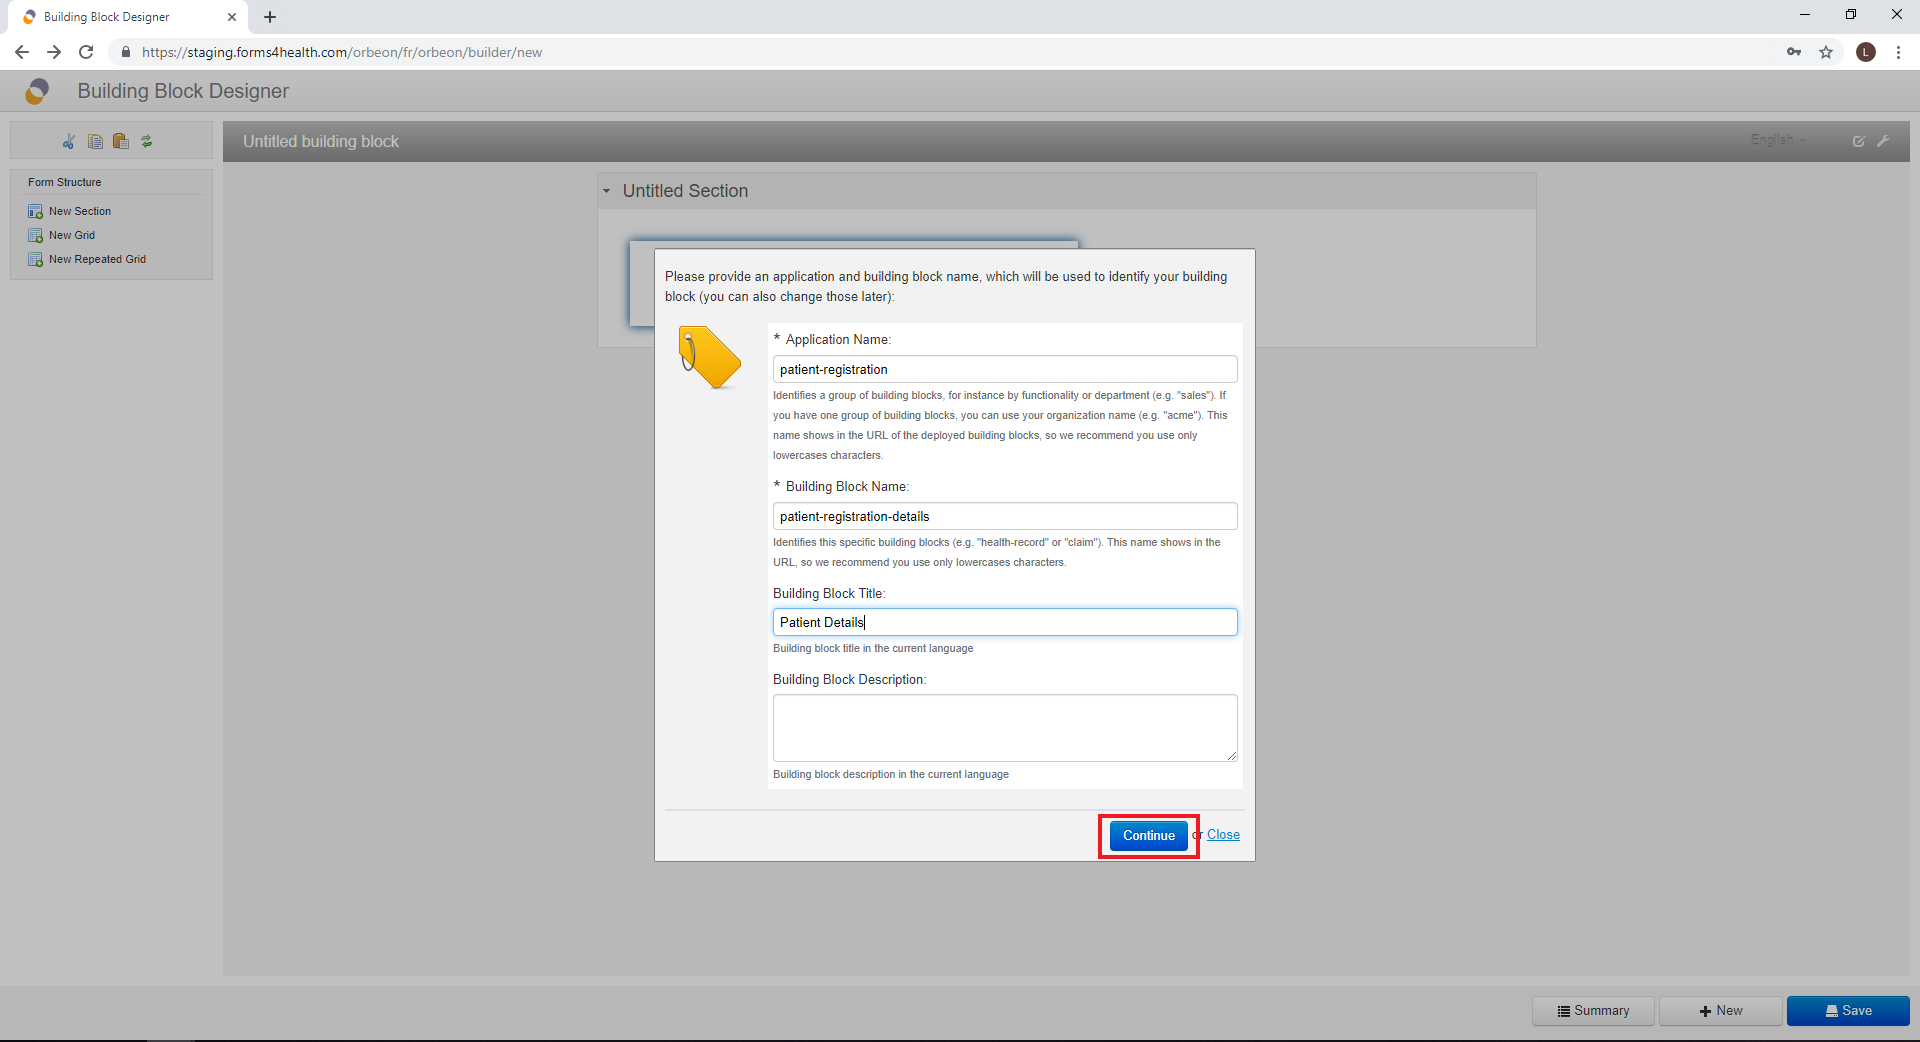 Building Block Designer
https://staging.forms4health.com/orbeon/fr/orbeon/builder/new
L
Building Block Designer
Untitled building block
English
Form Structure
New Section
New Grid
New Repeated Grid
Untitled Section
Please provide an application and building block name, which will be used to identify your building
block (you can also change those later):
* Application Name:
patient-registration
Identifies a group of building blocks, for instance by functionality or department (e.g. "sales"). If
you have one group of building blocks, you can use your organization name (e.g. "acme"). This
name shows in the URL of the deployed building blocks, so we recommend you use only
lowercases characters.
* Building Block Name:
patient-registration-details
Identifies this specific building blocks (e.g. "health-record" or "claim"). This name shows in the
URL, so we recommend you use only lowercases characters.
Building Block Title:
Patient Details
Building block title in the current language
Building Block Description:
Building block description in the current language
Continue or Close
Summary
New
Save